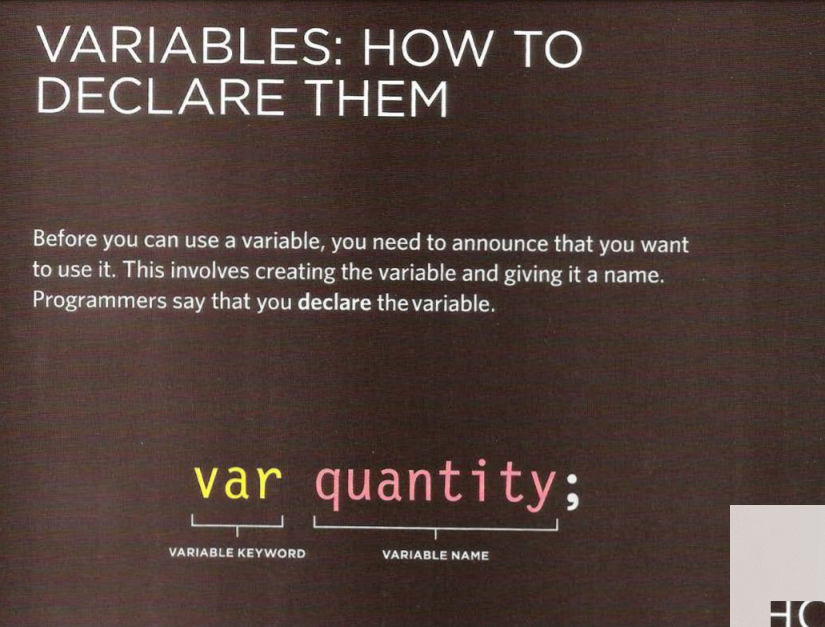 VARIABLES: HOW TO
DECLARE THEM
Before you can use a variable, you need to announce that you want
to use it. This involves creating the variable and giving it a name.
Programmers say that you declare the variable.
var quantity;
VARIABLE KEYWORD VARIABLE NAME